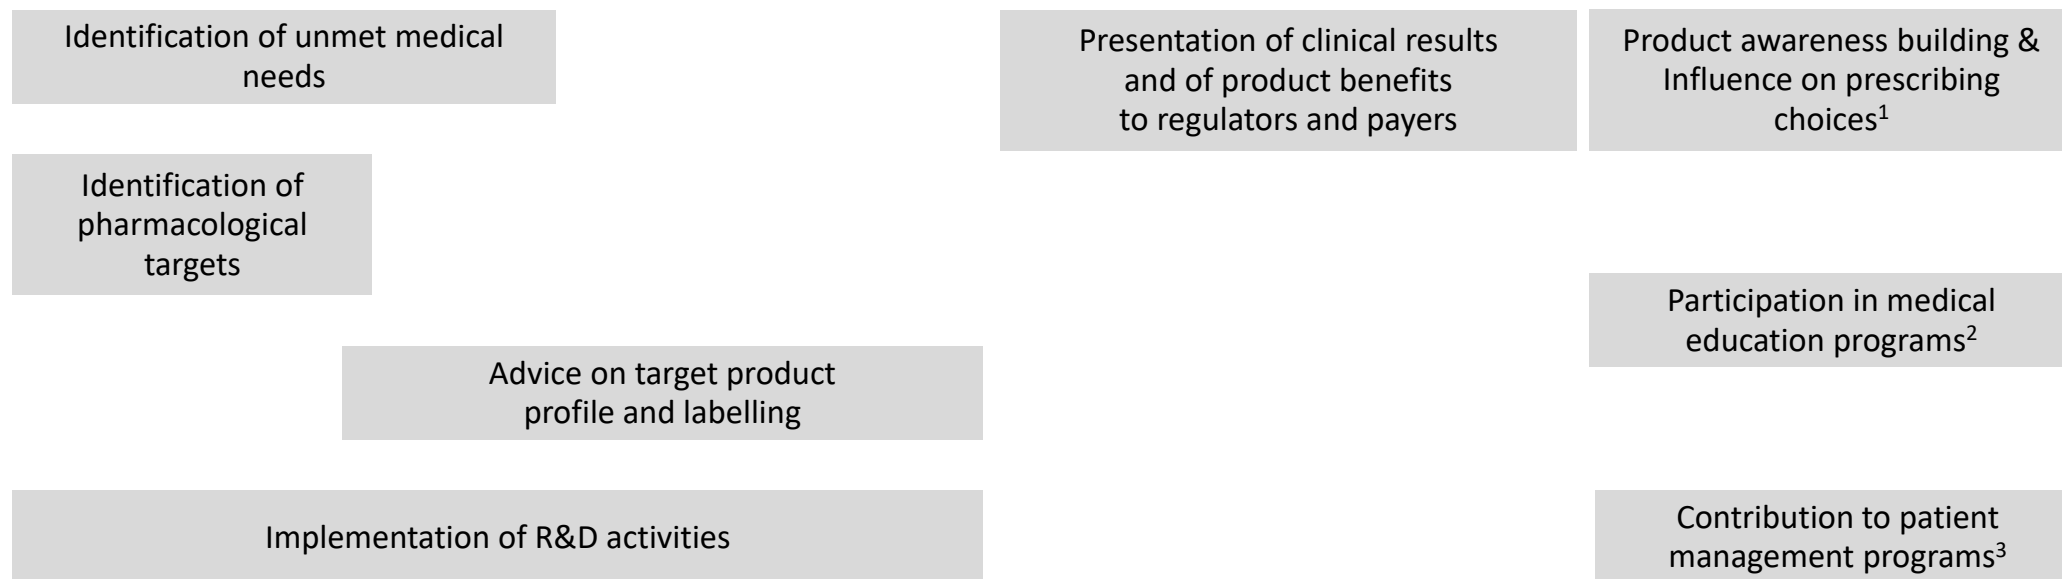 Identification of unmet medical
needs
Presentation of clinical results
and of product benefits
to regulators and payers
Product awareness building &
Influence on prescribing
choices¹
Identification of
pharmacological
targets
Participation in medical
education programs²
Advice on target product
profile and labelling
Implementation of R&D activities
Contribution to patient
management programs³